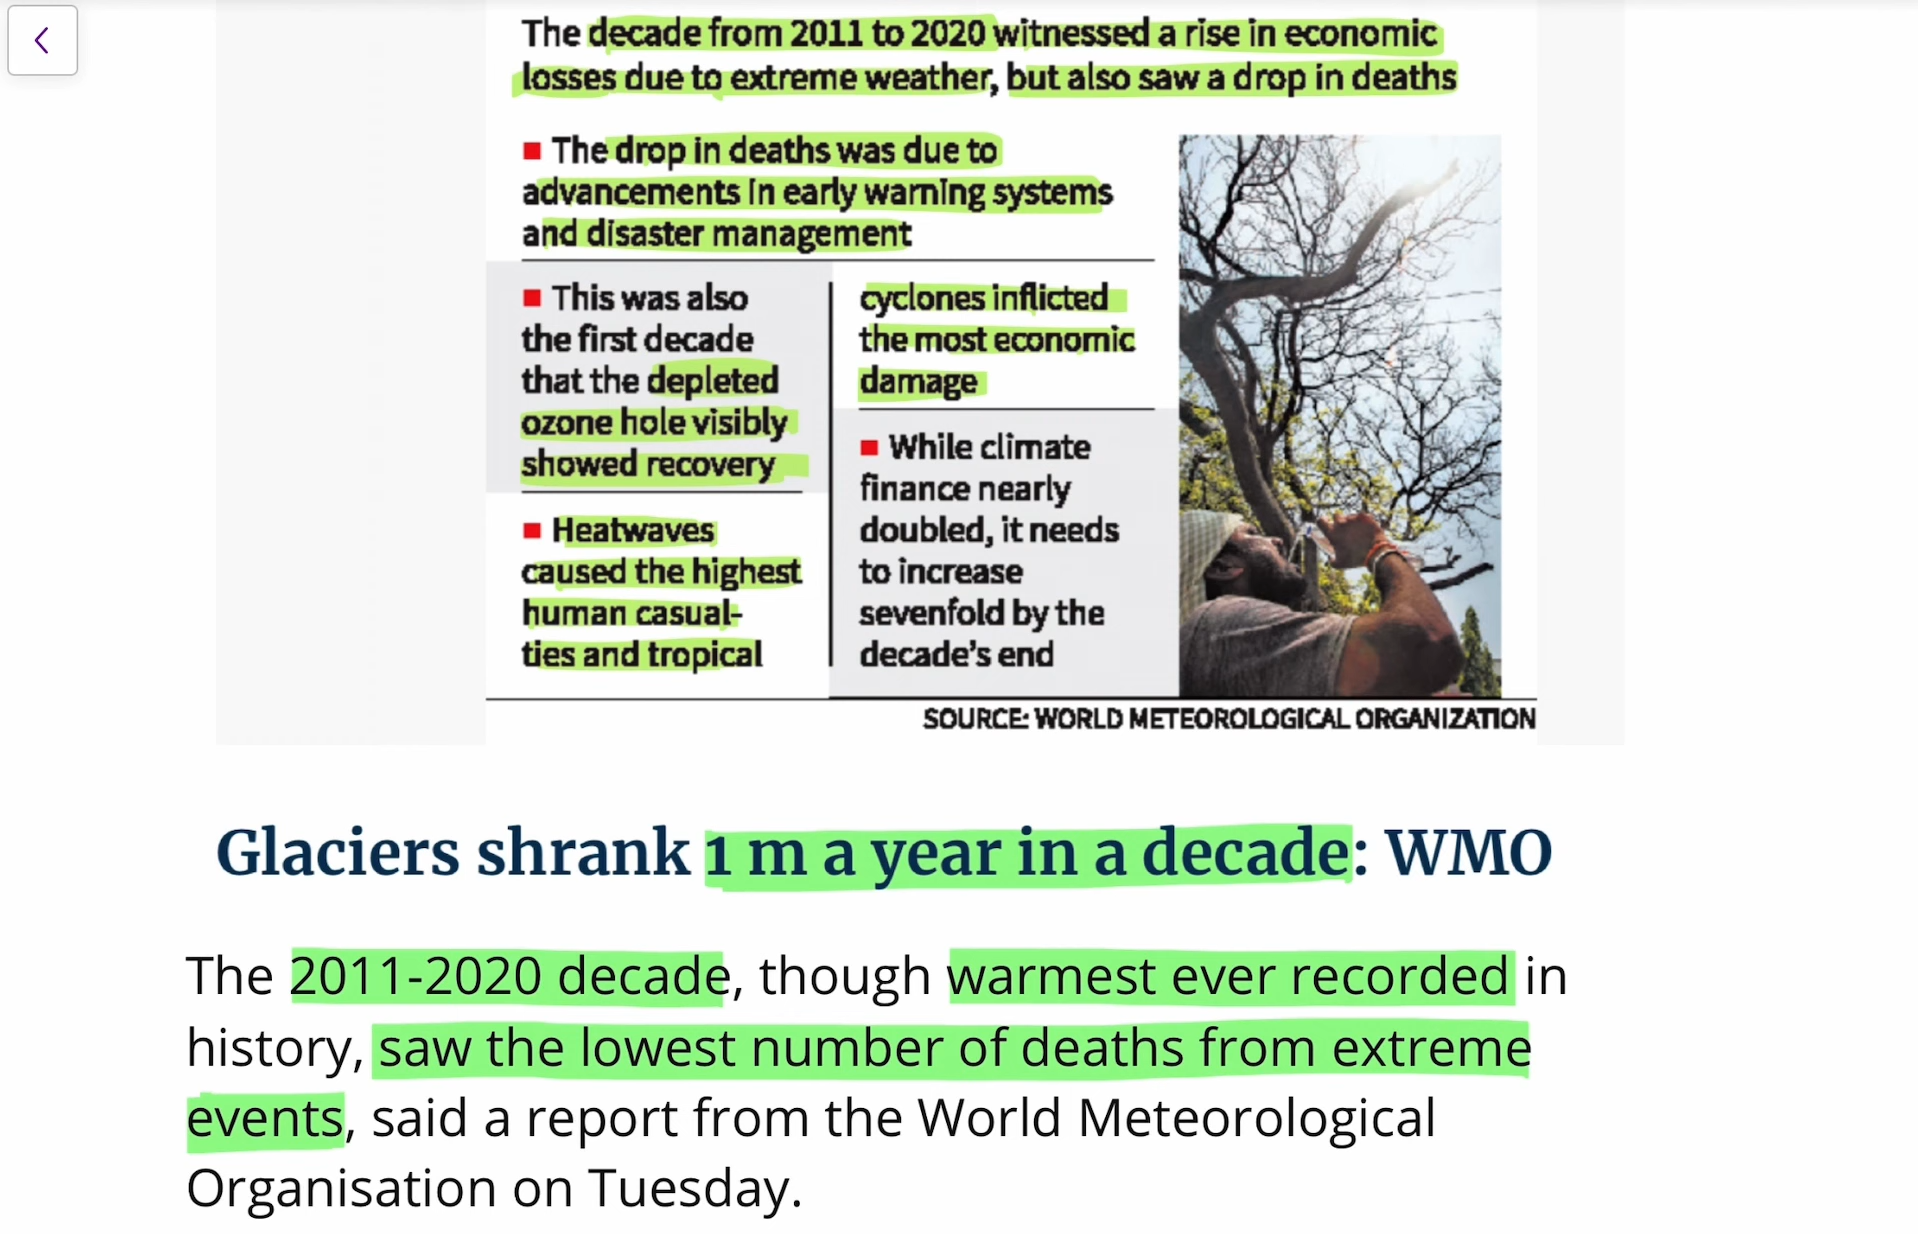 The decade from 2011 to 2020 witnessed a rise in economic
losses due to extreme weather, but also saw a drop in deaths
The drop in deaths was due to
advancements in early warning systems
and disaster management
This was also
the first decade
that the depleted
ozone hole visibly
showed recovery
Heatwaves
caused the highest
human casual-
ties and tropical
cyclones inflicted
the most economic
damage
While climate
finance nearly
doubled, it needs
to increase
sevenfold by the
decade's end
SOURCE: WORLD METEOROLOGICAL ORGANIZATION
Glaciers shrank 1 m a year in a decade: WMO
The 2011-2020 decade, though warmest ever recorded in
history, saw the lowest number of deaths from extreme
events, said a report from the World Meteorological
Organisation on Tuesday.